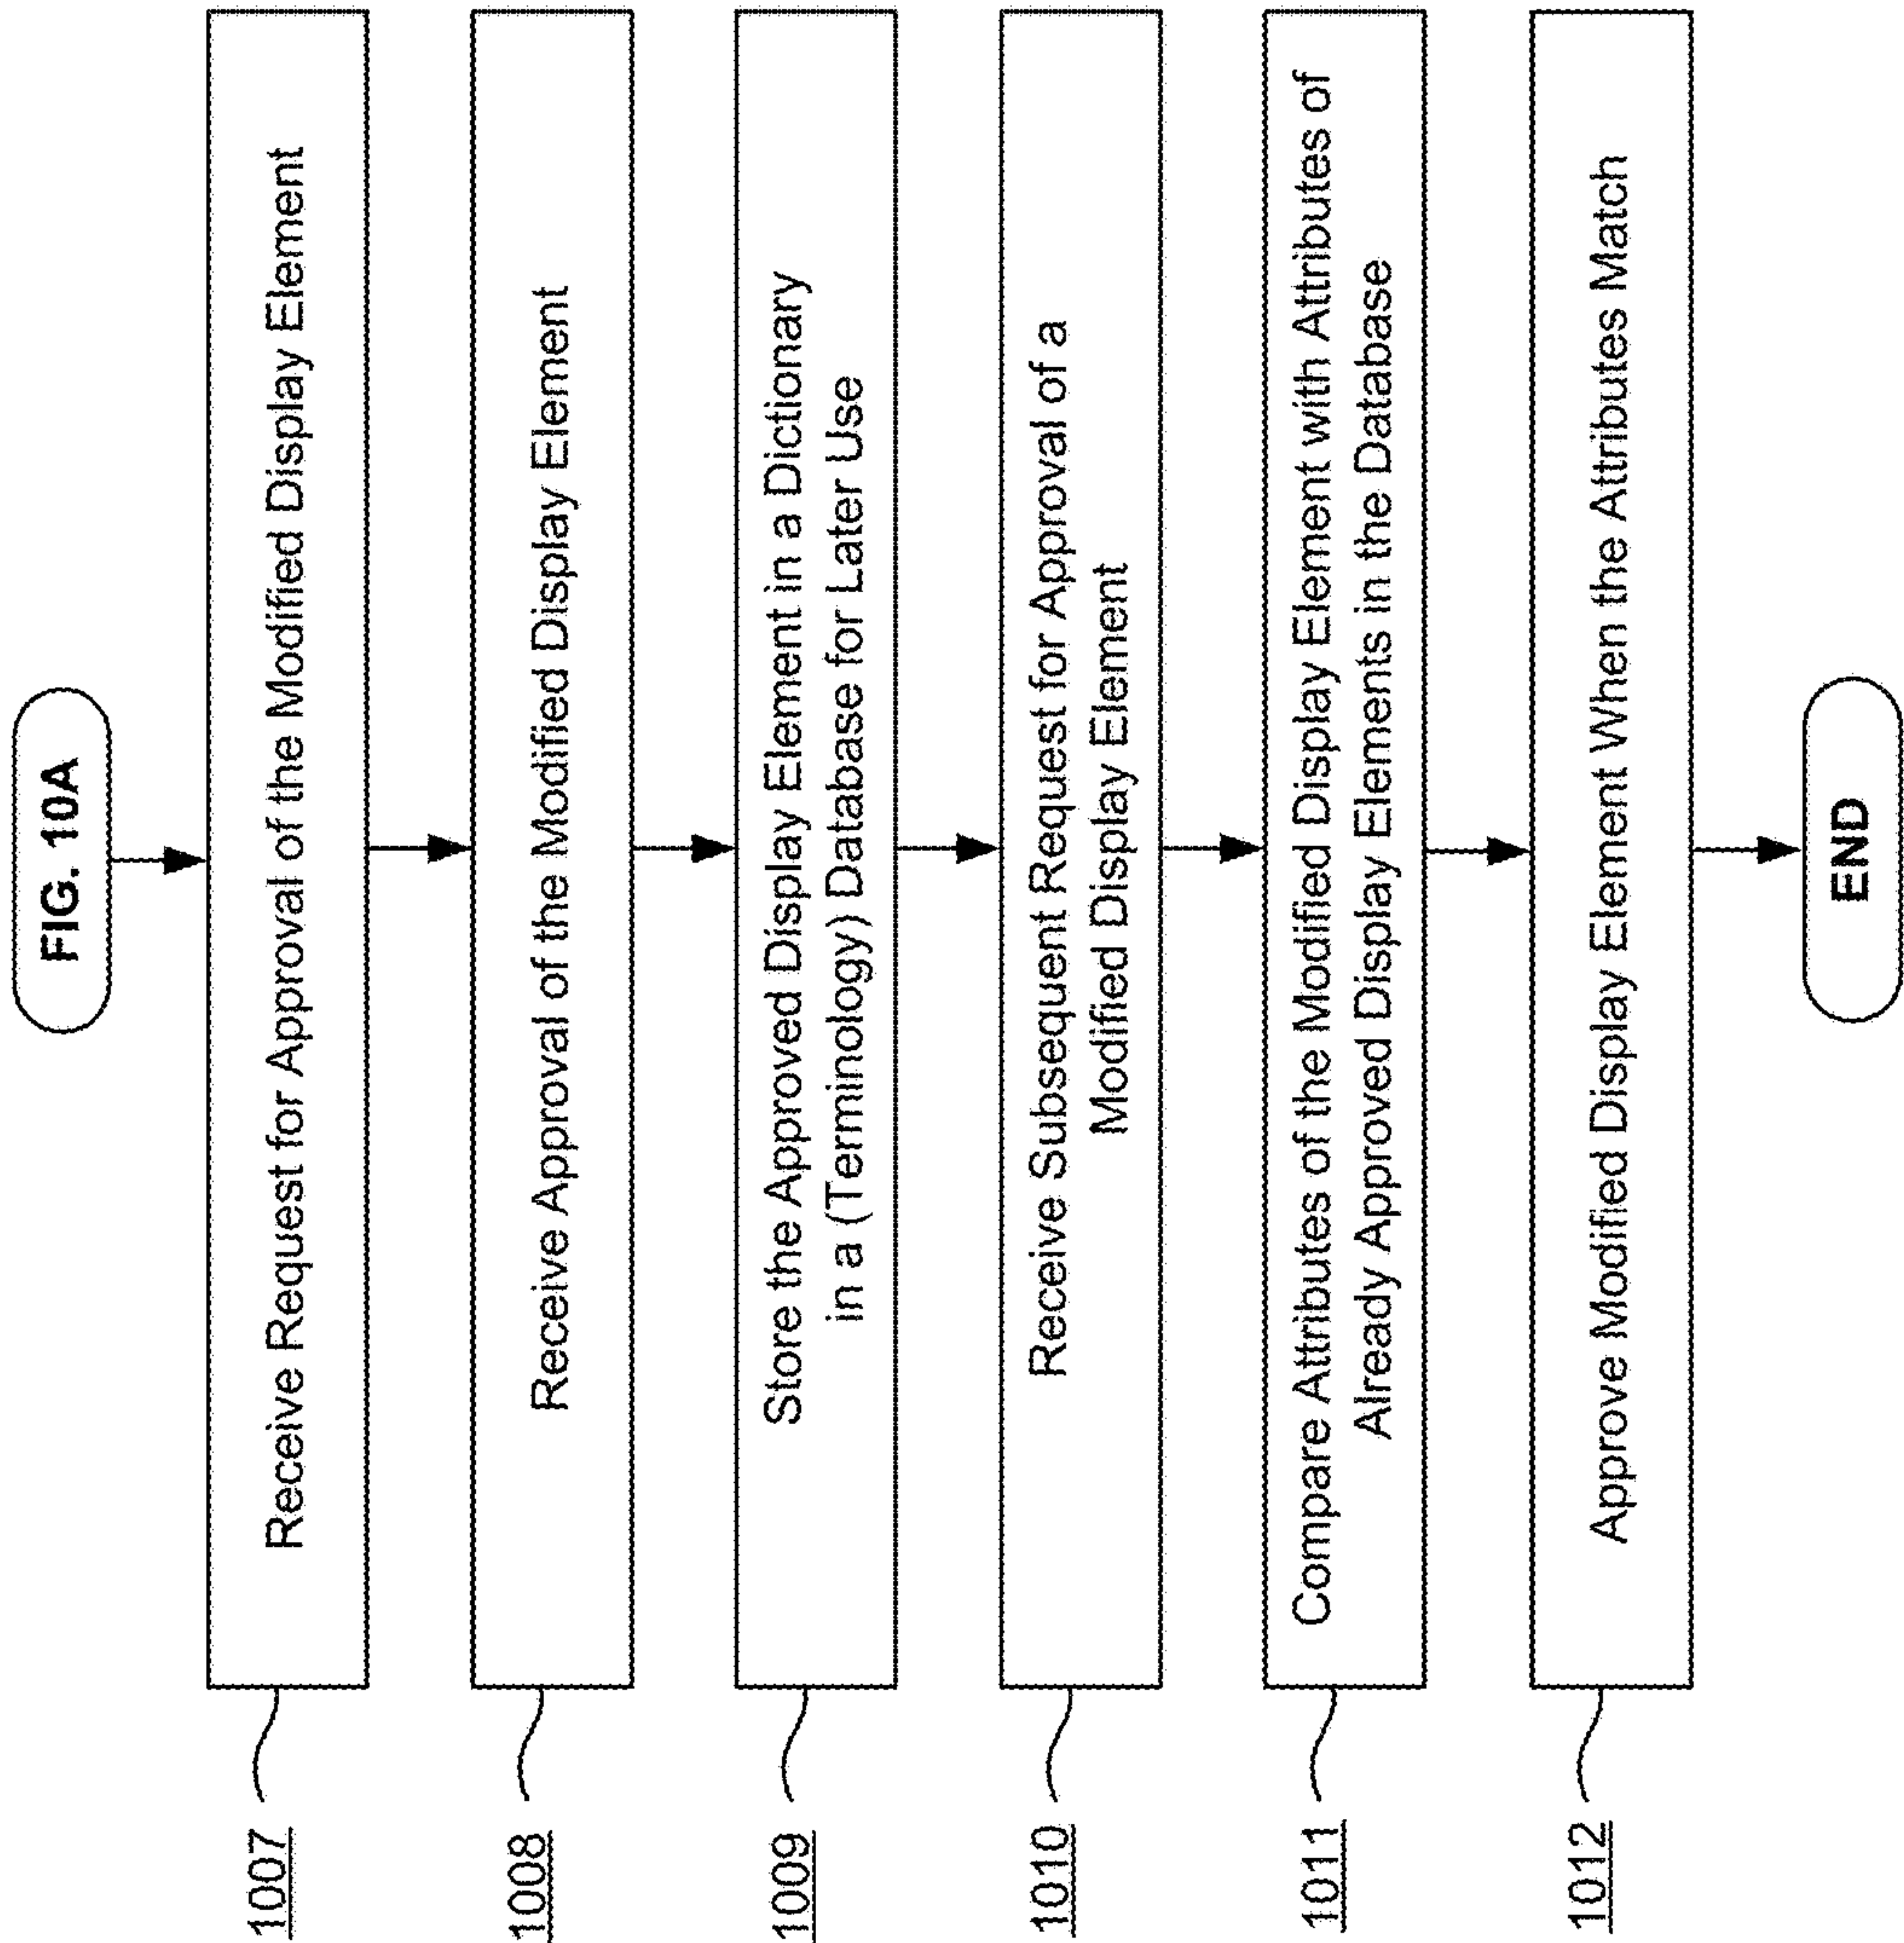 FIG. 10A
1007
Receive Request for Approval of the Modified Display Element
1008
Receive Approval of the Modified Display Element
1009
Store the Approved Display Element in a Dictionary
in a (Terminology) Database for Later Use
1010
Receive Subsequent Request for Approval of a
Modified Display Element
1011
Compare Attributes of the Modified Display Element with Attributes of
Already Approved Display Elements in the Database
1012
Approve Modified Display Element When the Attributes Match
END